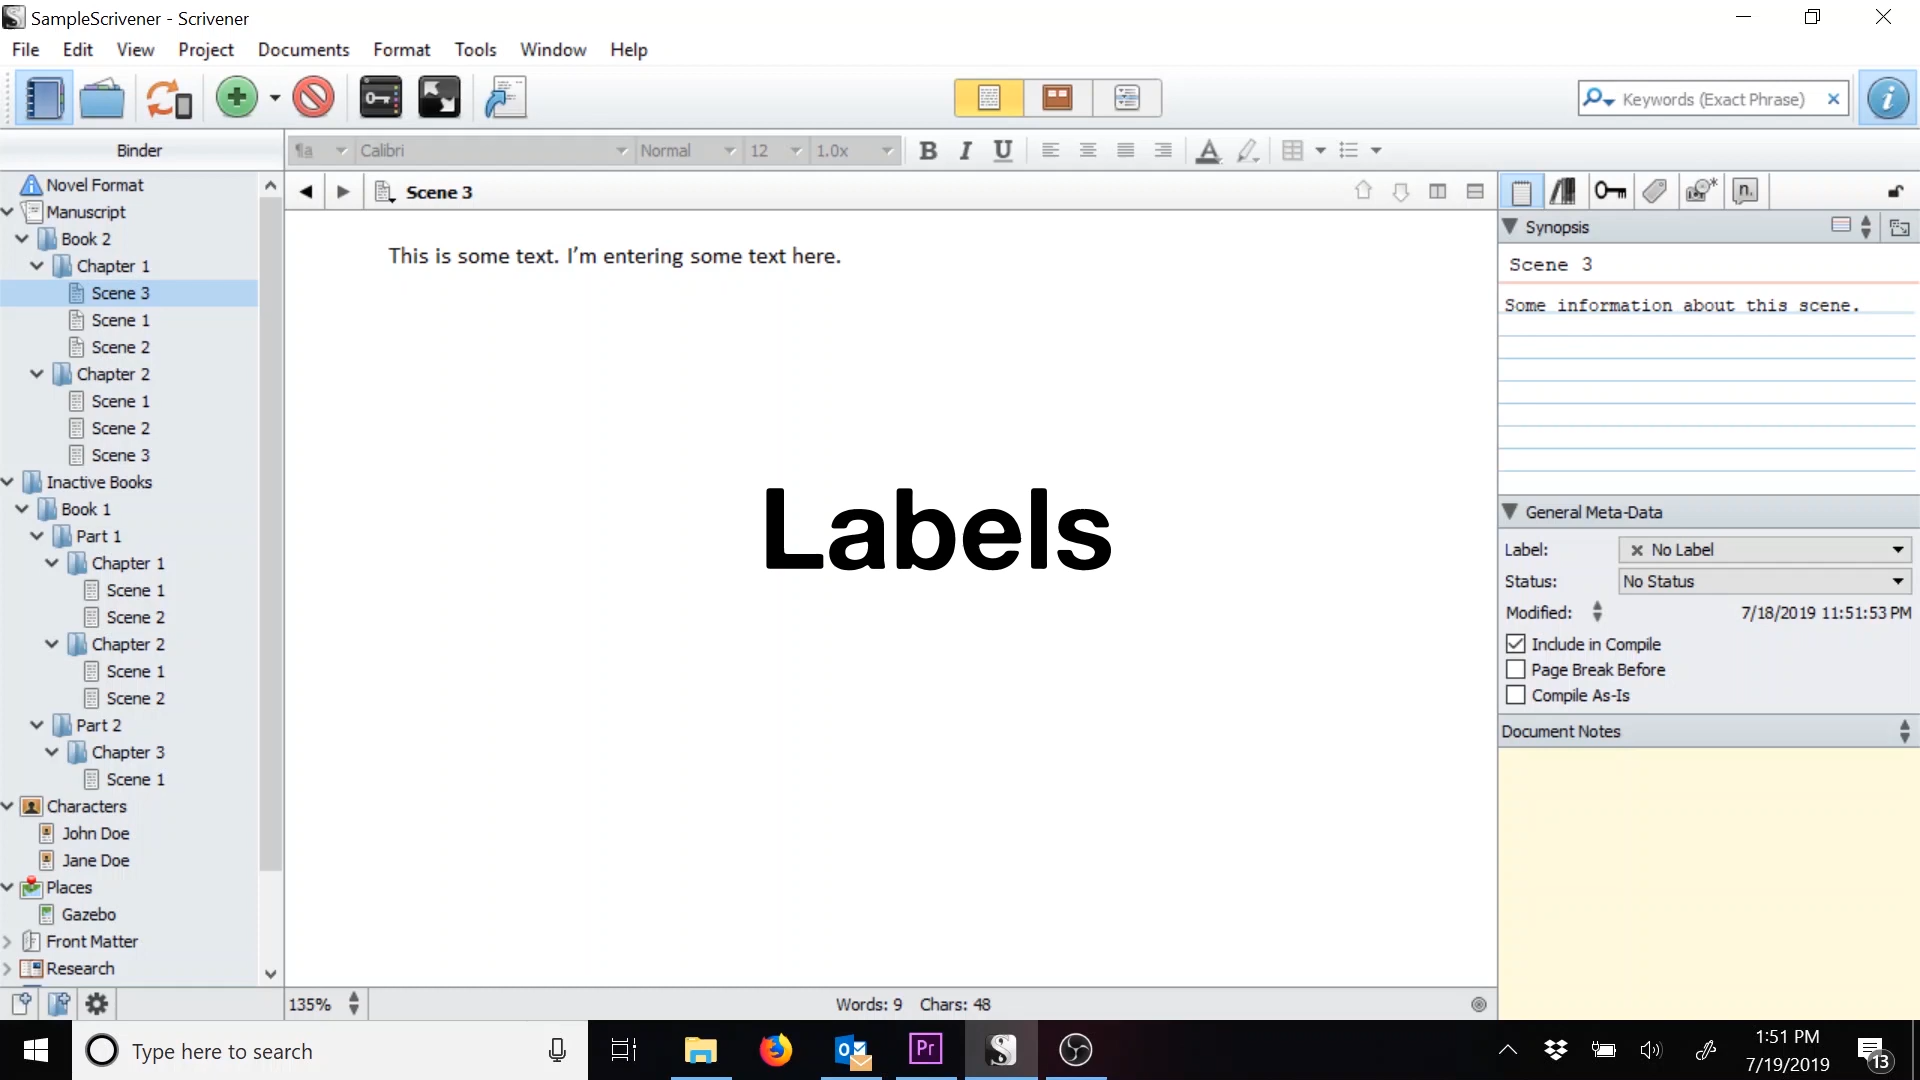 SampleScrivener - Scrivener
File Edit View Project Documents Format Tools Window Help
Keywords (Exact Phrase)
Binder
¶a Calibri Normal 12 1.0x B I U A
Novel Format
Manuscript
Book 2
Chapter 1
Scene 3
Scene 1
Scene 2
Chapter 2
Scene 1
Scene 2
Scene 3
Inactive Books
Book 1
Part 1
Chapter 1
Scene 1
Scene 2
Chapter 2
Scene 1
Scene 2
Part 2
Chapter 3
Scene 1
Characters
John Doe
Jane Doe
Places
Gazebo
Front Matter
Research
Scene 3
This is some text. I’m entering some text here.
Labels
135%
Words: 9 Chars: 48
n.
Synopsis
Scene 3
Some information about this scene.
General Meta-Data
Label: No Label
Status: No Status
Modified: 7/18/2019 11:51:53 PM
Include in Compile
Page Break Before
Compile As-Is
Document Notes
Type here to search
Pr
1:51 PM
7/19/2019
13